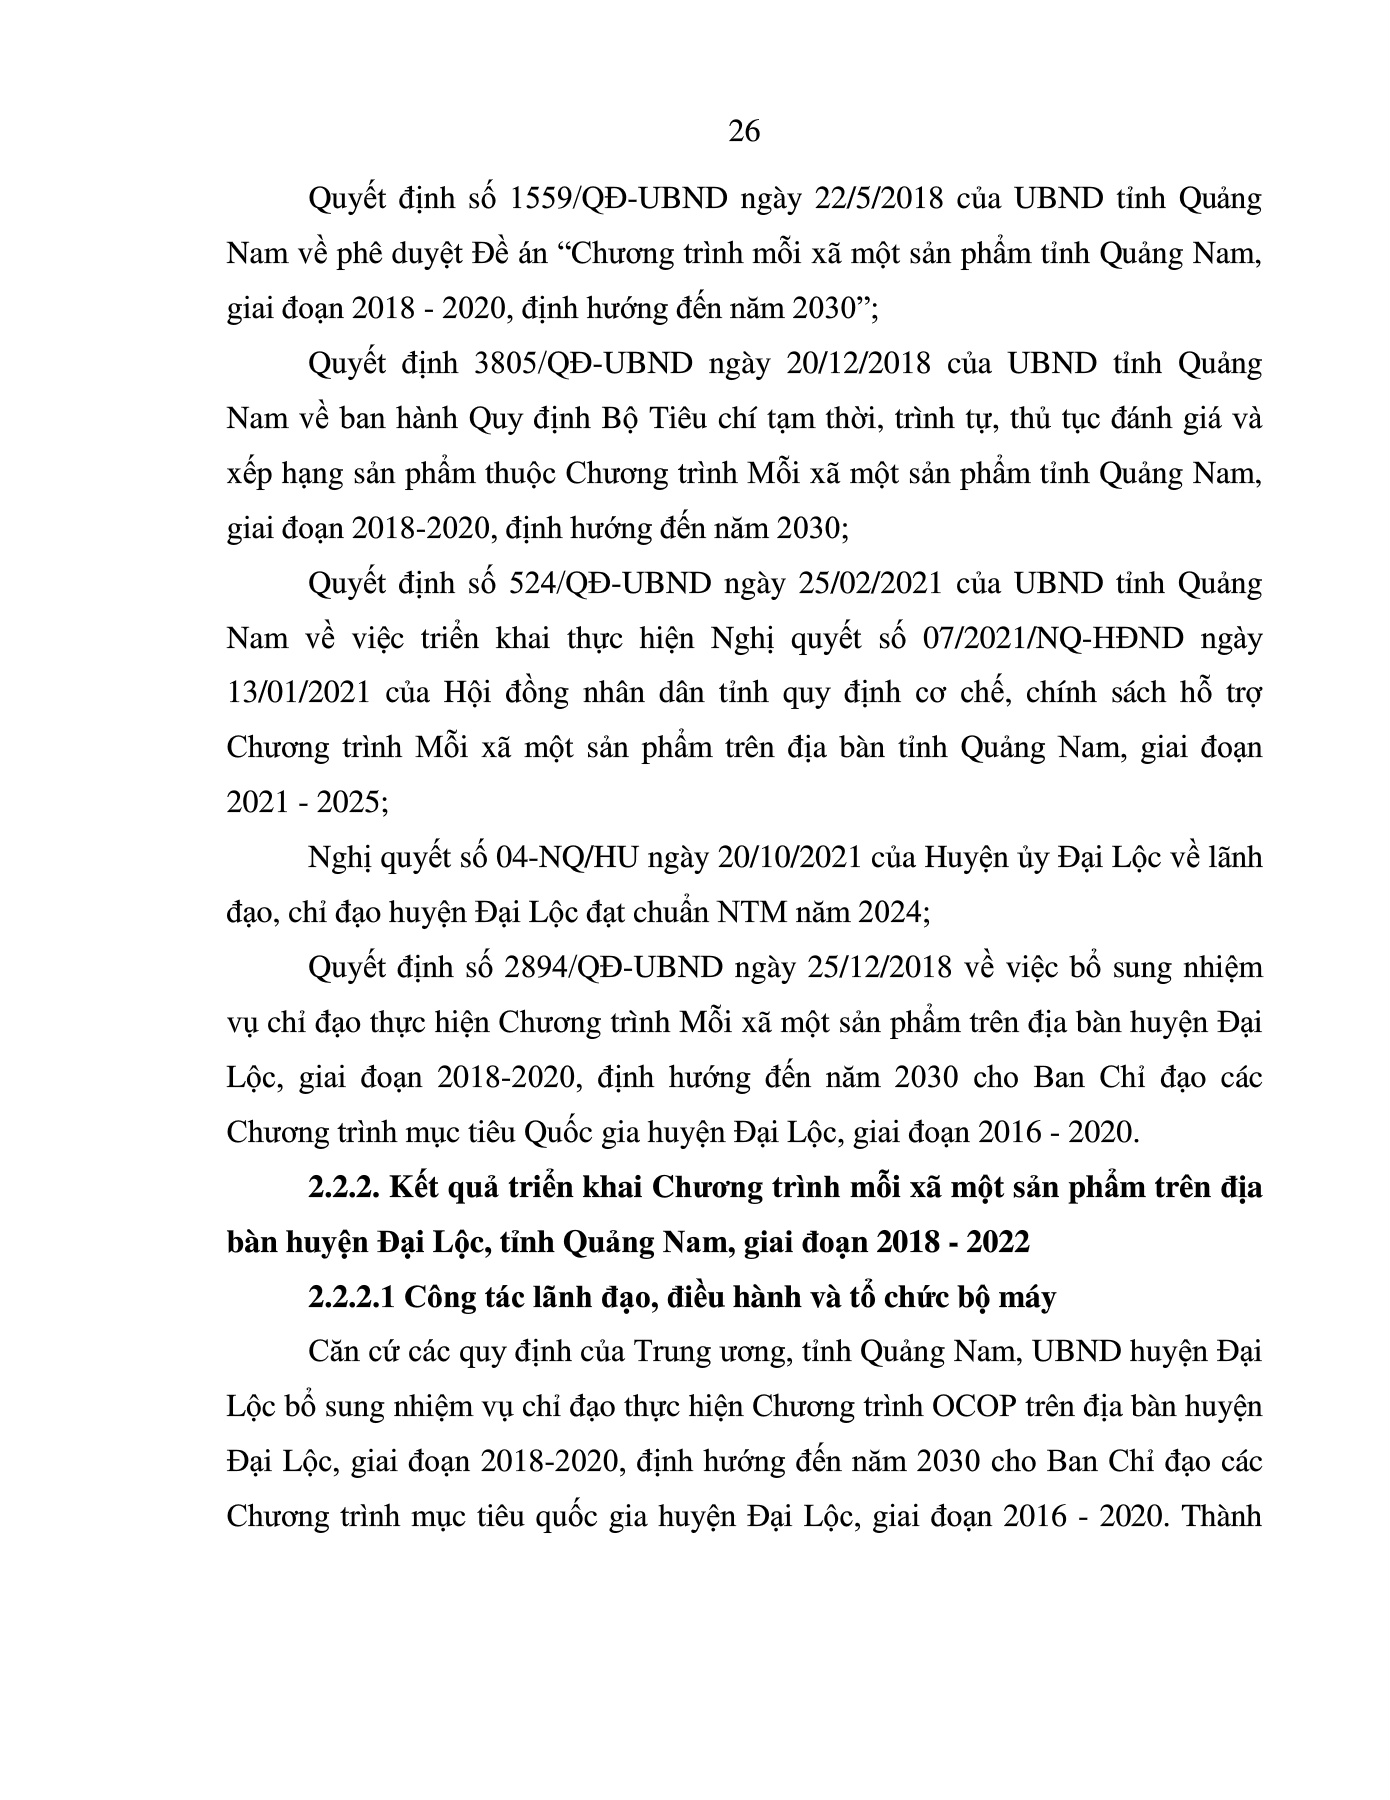 26
Quyết định số 1559/QĐ-UBND ngày 22/5/2018 của UBND tỉnh Quảng
Nam về phê duyệt Đề án “Chương trình mỗi xã một sản phẩm tỉnh Quảng Nam,
giai đoạn 2018 - 2020, định hướng đến năm 2030”;
Quyết định 3805/QĐ-UBND ngày 20/12/2018 của UBND tỉnh Quảng
Nam về ban hành Quy định Bộ Tiêu chí tạm thời, trình tự, thủ tục đánh giá và
xếp hạng sản phẩm thuộc Chương trình Mỗi xã một sản phẩm tỉnh Quảng Nam,
giai đoạn 2018-2020, định hướng đến năm 2030;
Quyết định số 524/QĐ-UBND ngày 25/02/2021 của UBND tỉnh Quảng
Nam về việc triển khai thực hiện Nghị quyết số 07/2021/NQ-HĐND ngày
13/01/2021 của Hội đồng nhân dân tỉnh quy định cơ chế, chính sách hỗ trợ
Chương trình Mỗi xã một sản phẩm trên địa bàn tỉnh Quảng Nam, giai đoạn
2021 - 2025;
Nghị quyết số 04-NQ/HU ngày 20/10/2021 của Huyện ủy Đại Lộc về lãnh
đạo, chỉ đạo huyện Đại Lộc đạt chuẩn NTM năm 2024;
Quyết định số 2894/QĐ-UBND ngày 25/12/2018 về việc bổ sung nhiệm
vụ chỉ đạo thực hiện Chương trình Mỗi xã một sản phẩm trên địa bàn huyện Đại
Lộc, giai đoạn 2018-2020, định hướng đến năm 2030 cho Ban Chỉ đạo các
Chương trình mục tiêu Quốc gia huyện Đại Lộc, giai đoạn 2016 - 2020.
2.2.2. Kết quả triển khai Chương trình mỗi xã một sản phẩm trên địa
bàn huyện Đại Lộc, tỉnh Quảng Nam, giai đoạn 2018 - 2022
2.2.2.1 Công tác lãnh đạo, điều hành và tổ chức bộ máy
Căn cứ các quy định của Trung ương, tỉnh Quảng Nam, UBND huyện Đại
Lộc bổ sung nhiệm vụ chỉ đạo thực hiện Chương trình OCOP trên địa bàn huyện
Đại Lộc, giai đoạn 2018-2020, định hướng đến năm 2030 cho Ban Chỉ đạo các
Chương trình mục tiêu quốc gia huyện Đại Lộc, giai đoạn 2016 - 2020. Thành